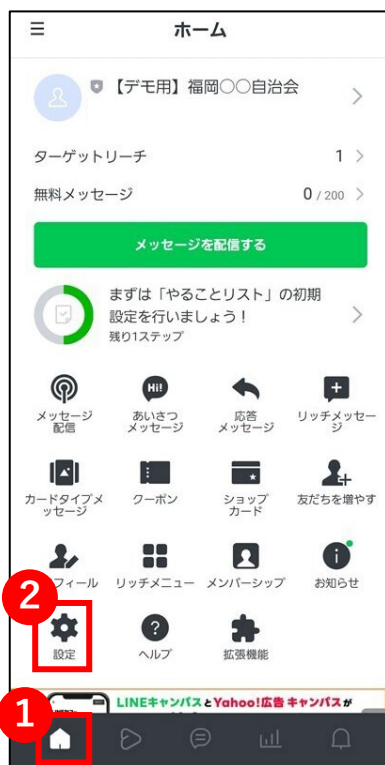 ホーム
【デモ用】福岡○○自治会
ターゲットリーチ 1
無料メッセージ 0 / 200
メッセージを配信する
まずは「やることリスト」の初期
設定を行いましょう！
残り1ステップ
メッセージ
配信
Hi!
あいさつ
メッセージ
応答
メッセージ
リッチメッセー
ジ
カードタイプメ
ッセージ
クーポン
ショップ
カード
友だちを増やす
フィール
リッチメニュー
メンバーシップ
お知らせ
2
設定
ヘルプ
拡張機能
1
LINEキャンパスとYahoo!広告 キャンパスが